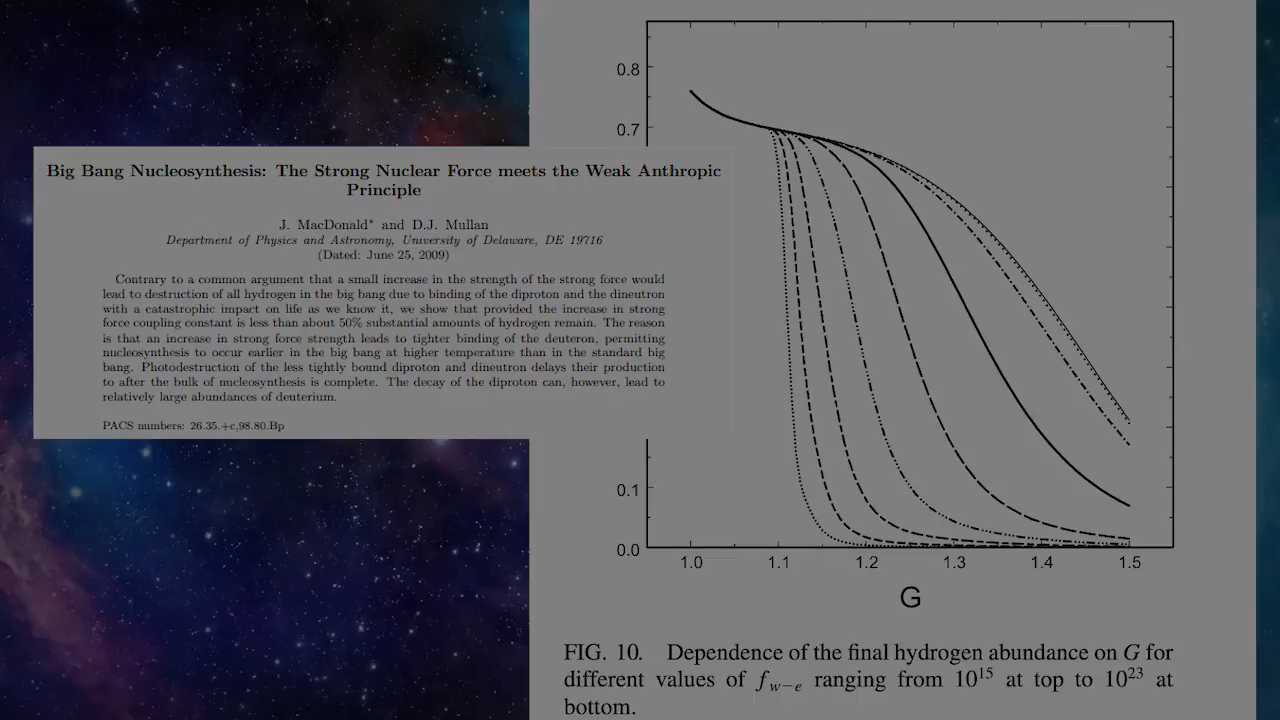 Big Bang Nucleosynthesis: The Strong Nuclear Force meets the Weak Anthropic
Principle
J. MacDonald* and D.J. Mullan
Department of Physics and Astronomy, University of Delaware, DE 19716
(Dated: June 25, 2009)
Contrary to a common argument that a small increase in the strength of the strong force would
lead to destruction of all hydrogen in the big bang due to binding of the diproton and the dineutron
with a catastrophic impact on life as we know it, we show that provided the increase in strong
force coupling constant is less than about 50% substantial amounts of hydrogen remain. The reason
is that an increase in strong force strength leads to tighter binding of the deuteron, permitting
nucleosynthesis to occur earlier in the big bang at higher temperature than in the standard big
bang. Photodestruction of the less tightly bound diproton and dineutron delays their production
to after the bulk of nucleosynthesis is complete. The decay of the diproton can, however, lead to
relatively large abundances of deuterium.
PACS numbers: 26.35.+c,98.80.Bp
0.8
0.7
0.1
0.0
1.0 1.1 1.2 1.3 1.4 1.5
G
FIG. 10. Dependence of the final hydrogen abundance on G for
different values of f_{w−e} ranging from 10^{15} at top to 10^{23} at
bottom.